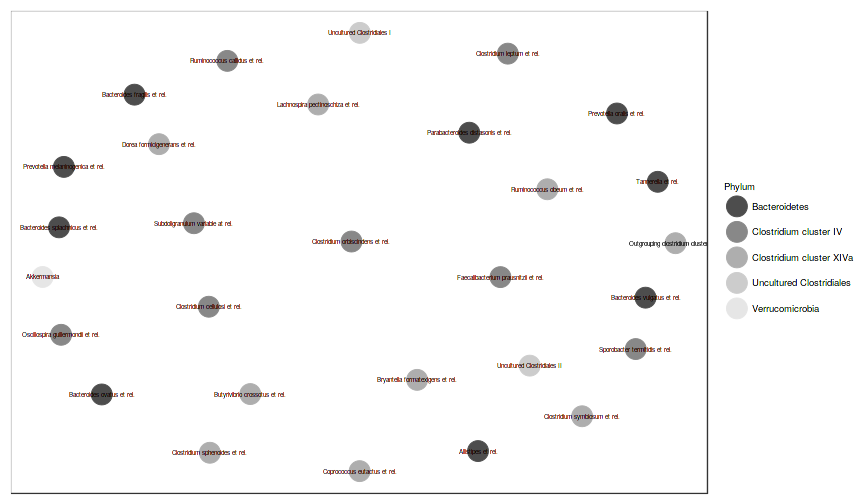 Uncultured Clostridiales I
Clostridium leptum et rel.
Ruminococcus callidus et rel.
Bacteroides fragilis et rel.
Lachnospira pectinoschiza et rel.
Prevotella oralis et rel.
Parabacteroides distasonis et rel.
Dorea formicigenerans et rel.
Prevotella melaninogenica et rel.
Tannerella et rel.
Ruminococcus obeum et rel.
Subdoligranulum variable at rel.
Bacteroides splachnicus et rel.
Clostridium orbiscindens et rel.
Outgrouping clostridium cluster
Akkermansia
Faecalibacterium prausnitzii et rel.
Bacteroides vulgatus et rel.
Clostridium cellulosi et rel.
Oscillospira guillermondii et rel.
Sporobacter termitidis et rel.
Uncultured Clostridiales II
Bryantella formatexigens et rel.
Bacteroides ovatus et rel.
Butyrivibrio crossotus et rel.
Clostridium symbiosum et rel.
Clostridium sphenoides et rel.
Allistipes et rel.
Coprococcus eutactus et rel.
Phylum
Bacteroidetes
Clostridium cluster IV
Clostridium cluster XIVa
Uncultured Clostridiales
Verrucomicrobia